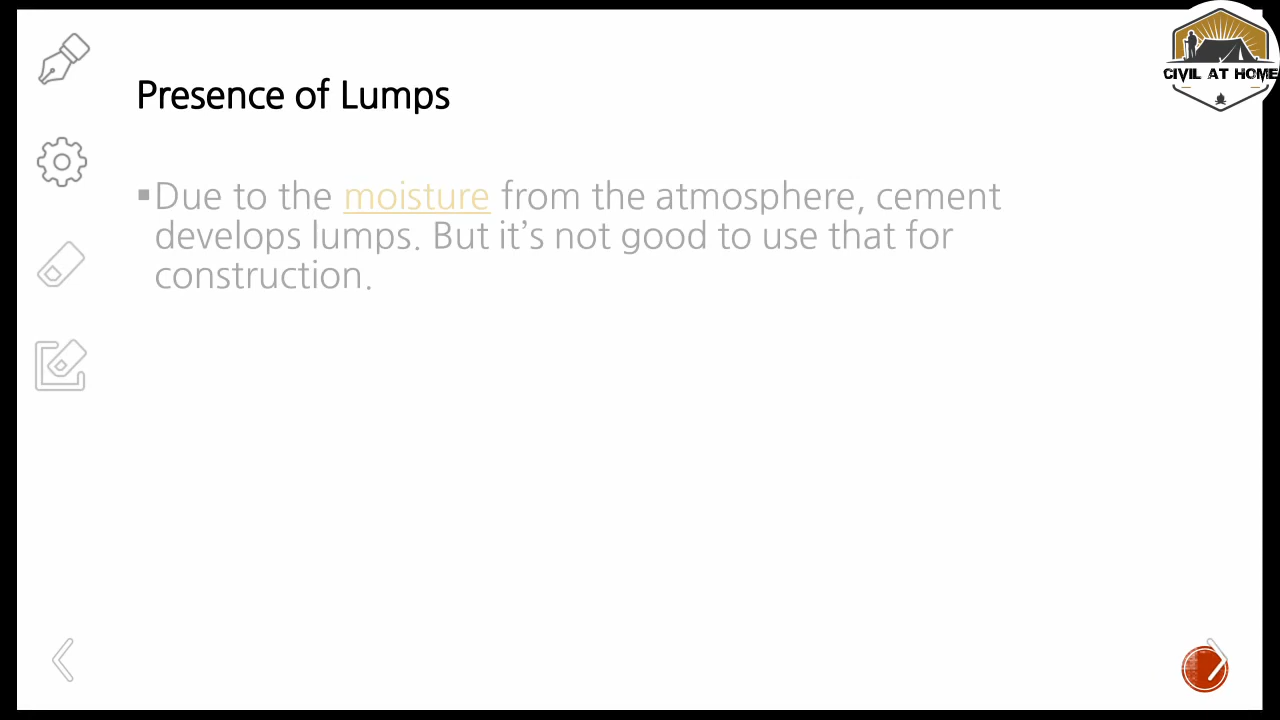 CIVIL AT HOME
Presence of Lumps
▪Due to the moisture from the atmosphere, cement
develops lumps. But it’s not good to use that for
construction.